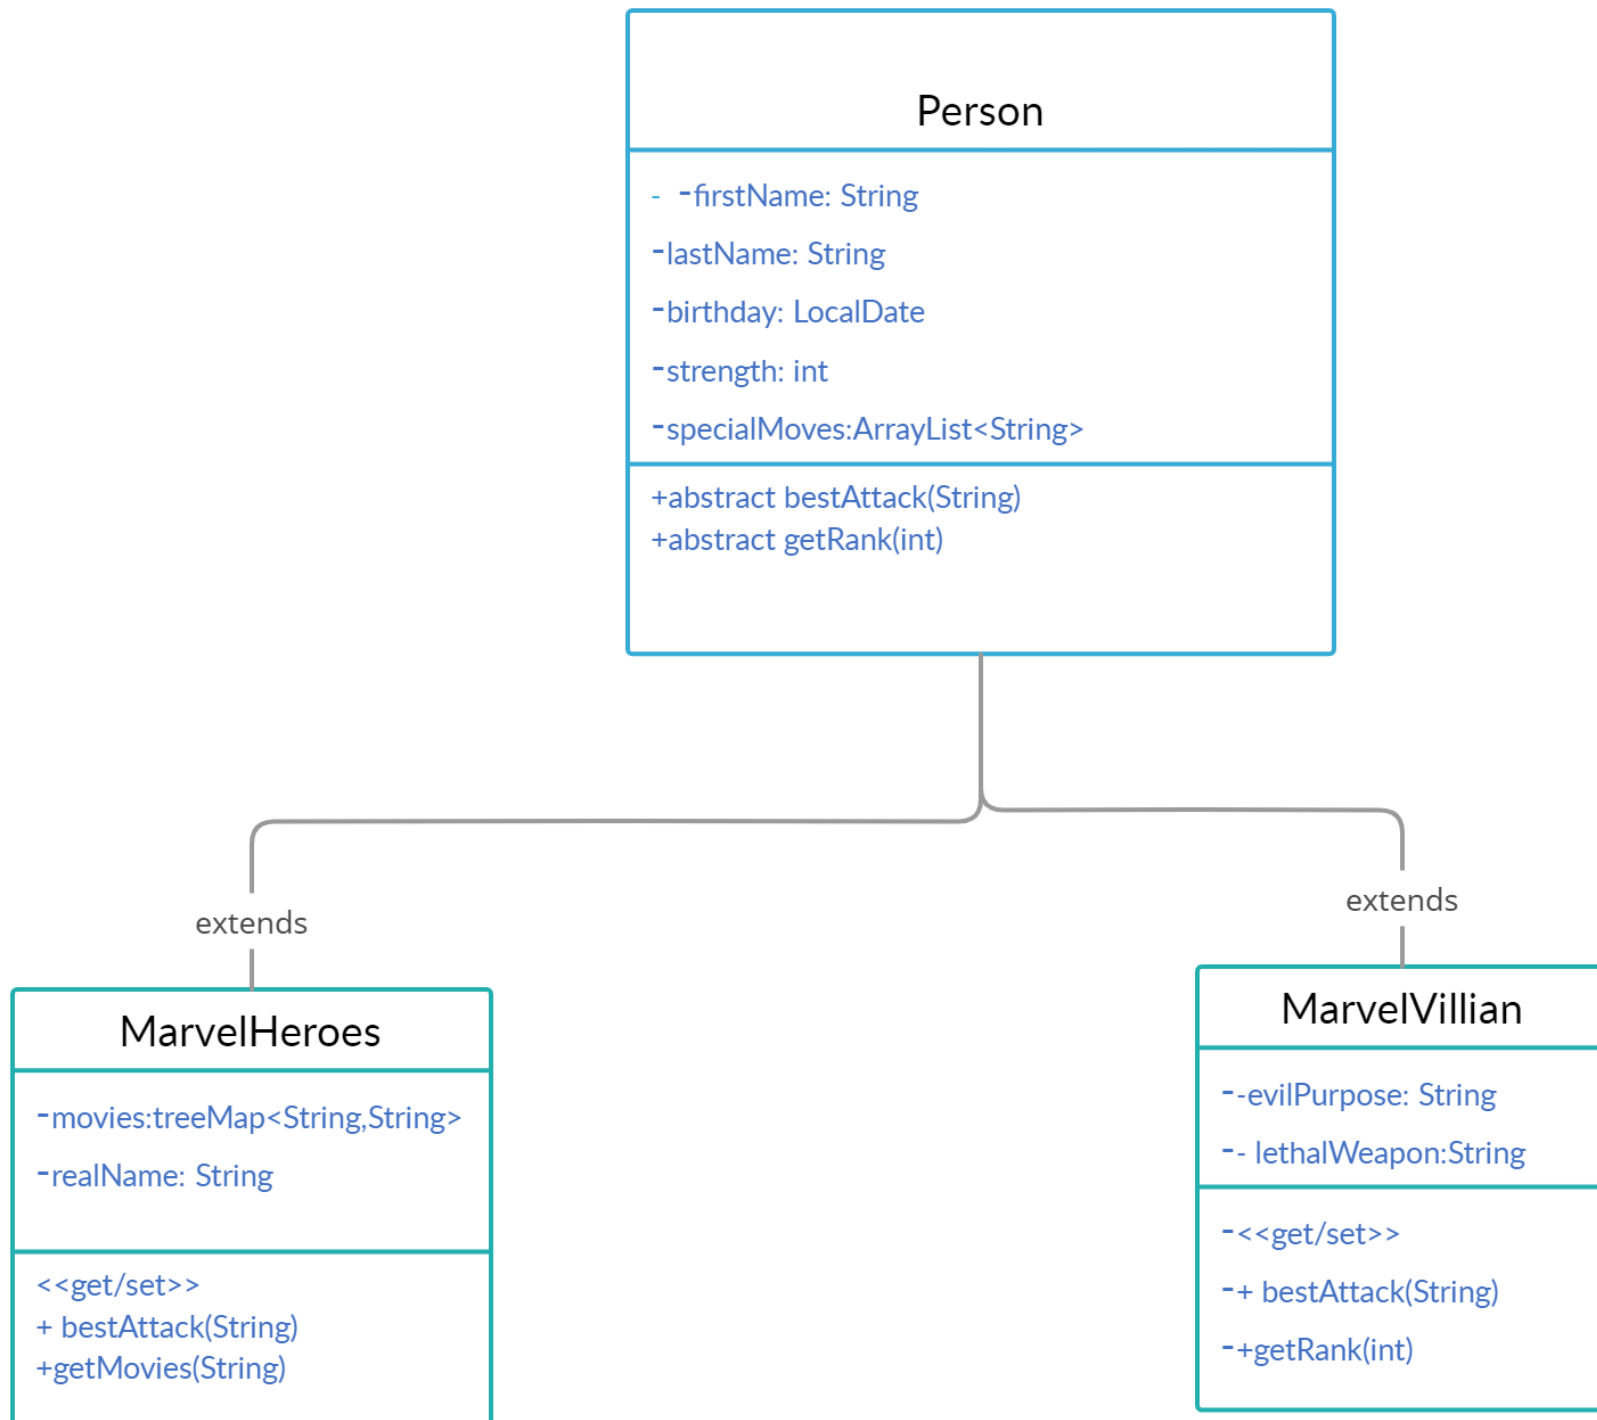 Person
- -firstName: String
-lastName: String
-birthday: LocalDate
-strength: int
-specialMoves:ArrayList<String>
+abstract bestAttack(String)
+abstract getRank(int)
extends
extends
MarvelHeroes
-movies:treeMap<String,String>
-realName: String
<<get/set>>
+ bestAttack(String)
+getMovies(String)
MarvelVillian
--evilPurpose: String
-- lethalWeapon:String
-<<get/set>>
-+ bestAttack(String)
-+getRank(int)